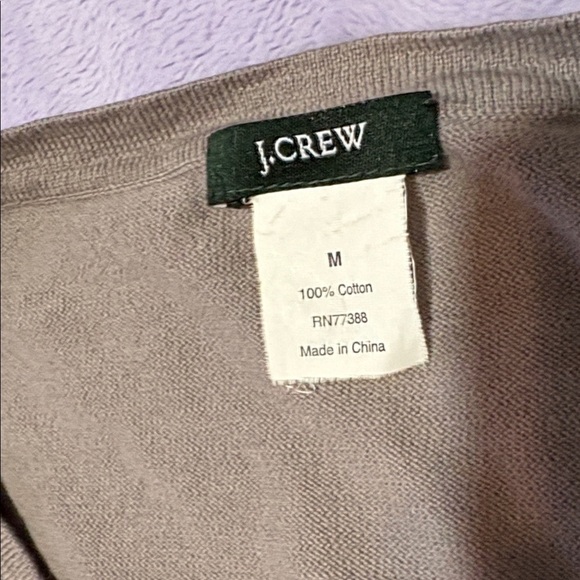 J.CREW
M
100% Cotton
RN77388
Made in China